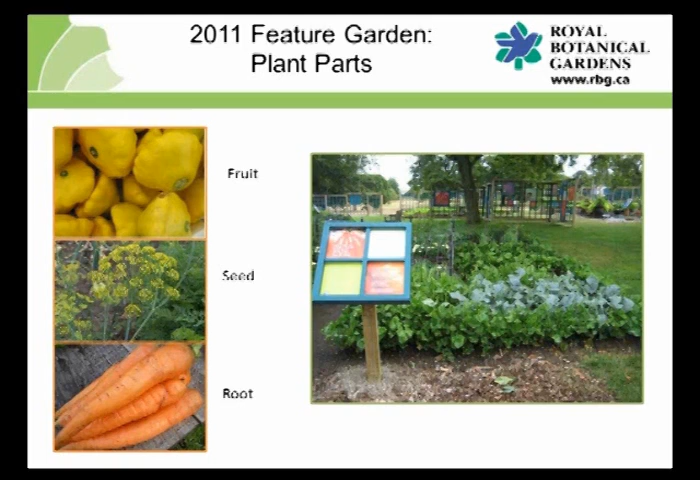 2011 Feature Garden:
Plant Parts
ROYAL
BOTANICAL
GARDENS
www.rbg.ca
Fruit
Seed
Root